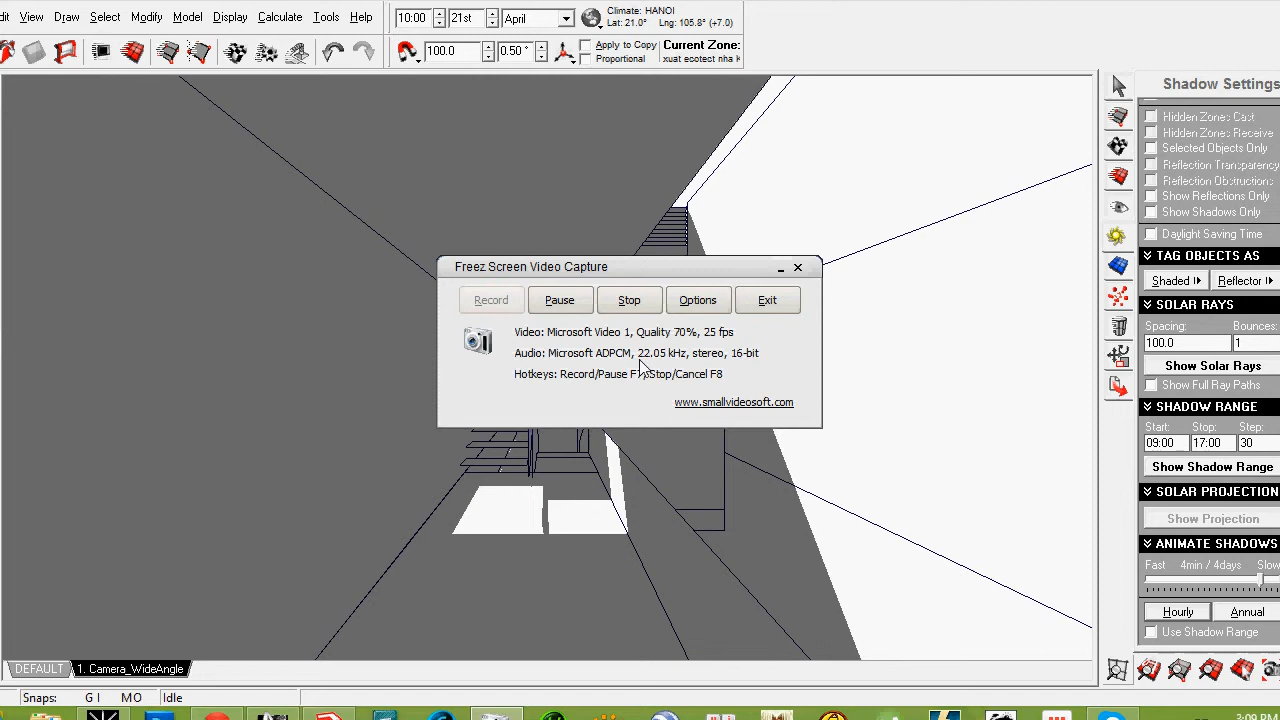 View Draw Select Modify Model Display Calculate Tools Help
10:00 21st April
Climate: HANOI
Lat: 21.0° Lng: 105.8° (+7.0)
100.0 0.50 °
Apply to Copy
Proportional
Current Zone:
xuat ecotect nha
Shadow Settings
Hidden Zones Cast
Hidden Zones Receive
Selected Objects Only
Reflection Transparency
Reflection Obstructions
Show Reflections Only
Show Shadows Only
Daylight Saving Time
TAG OBJECTS AS
Shaded Reflector
SOLAR RAYS
Spacing: Bounces:
100.0 1
Show Solar Rays
Show Full Ray Paths
SHADOW RANGE
Start: Stop: Step:
09:00 17:00 30
Show Shadow Range
SOLAR PROJECTION
Show Projection
ANIMATE SHADOWS
Fast 4min / 4days Slow
Hourly Annual
Use Shadow Range
Freez Screen Video Capture
Record Pause Stop Options Exit
Video: Microsoft Video 1, Quality 70%, 25 fps
Audio: Microsoft ADPCM, 22.05 kHz, stereo, 16-bit
Hotkeys: Record/Pause Stop/Cancel F8
www.smallvideosoft.com
DEFAULT 1. Camera_WideAngle
Snaps: G I MO Idle
3:09 PM